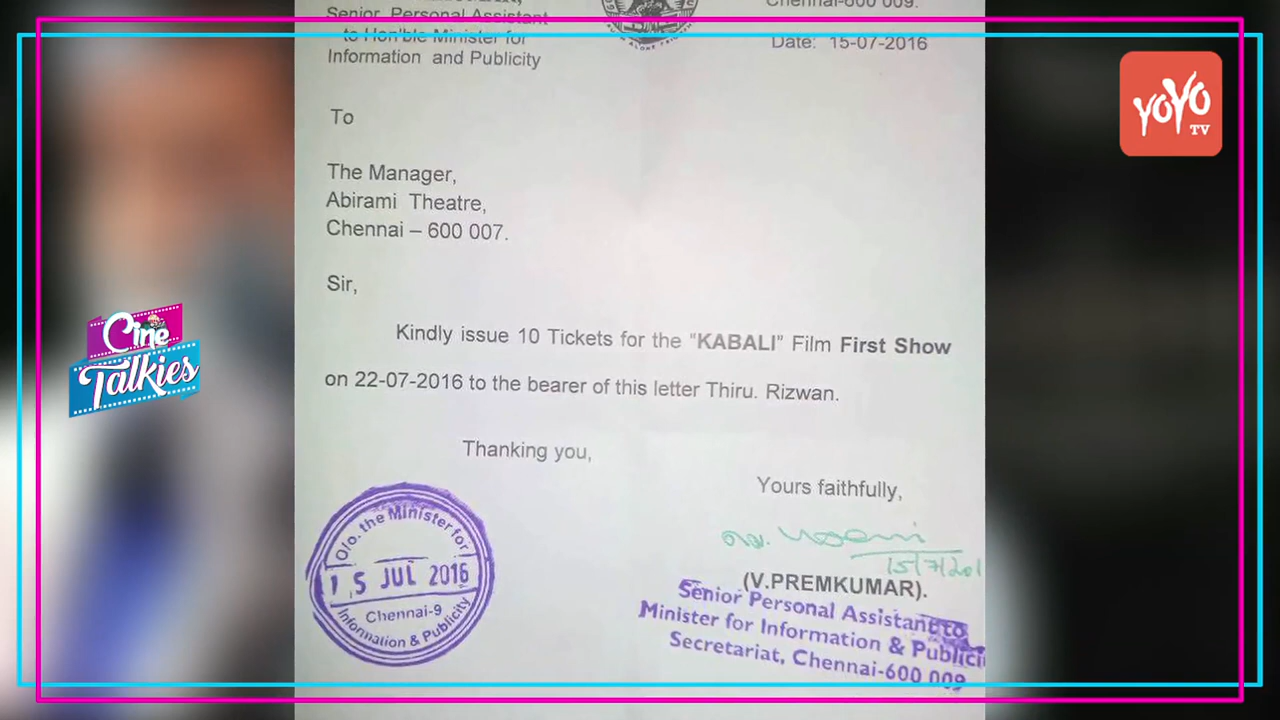 Senior Personal Assistant
to Hon'ble Minister for
Information and Publicity
Chennai-600 009.
Date: 15-07-2016
YOYO
TV
To
The Manager,
Abirami Theatre,
Chennai – 600 007.
Sir,
Kindly issue 10 Tickets for the "KABALI" Film First Show
on 22-07-2016 to the bearer of this letter Thiru. Rizwan.
Thanking you,
Yours faithfully,
15/7/201
(V.PREMKUMAR).
Senior Personal Assistant to
Minister for Information & Publici
Secretariat, Chennai-600 009
O/o. the Minister for
15 JUL 2016
Chennai-9
Information & Publicity
Cine
Talkies